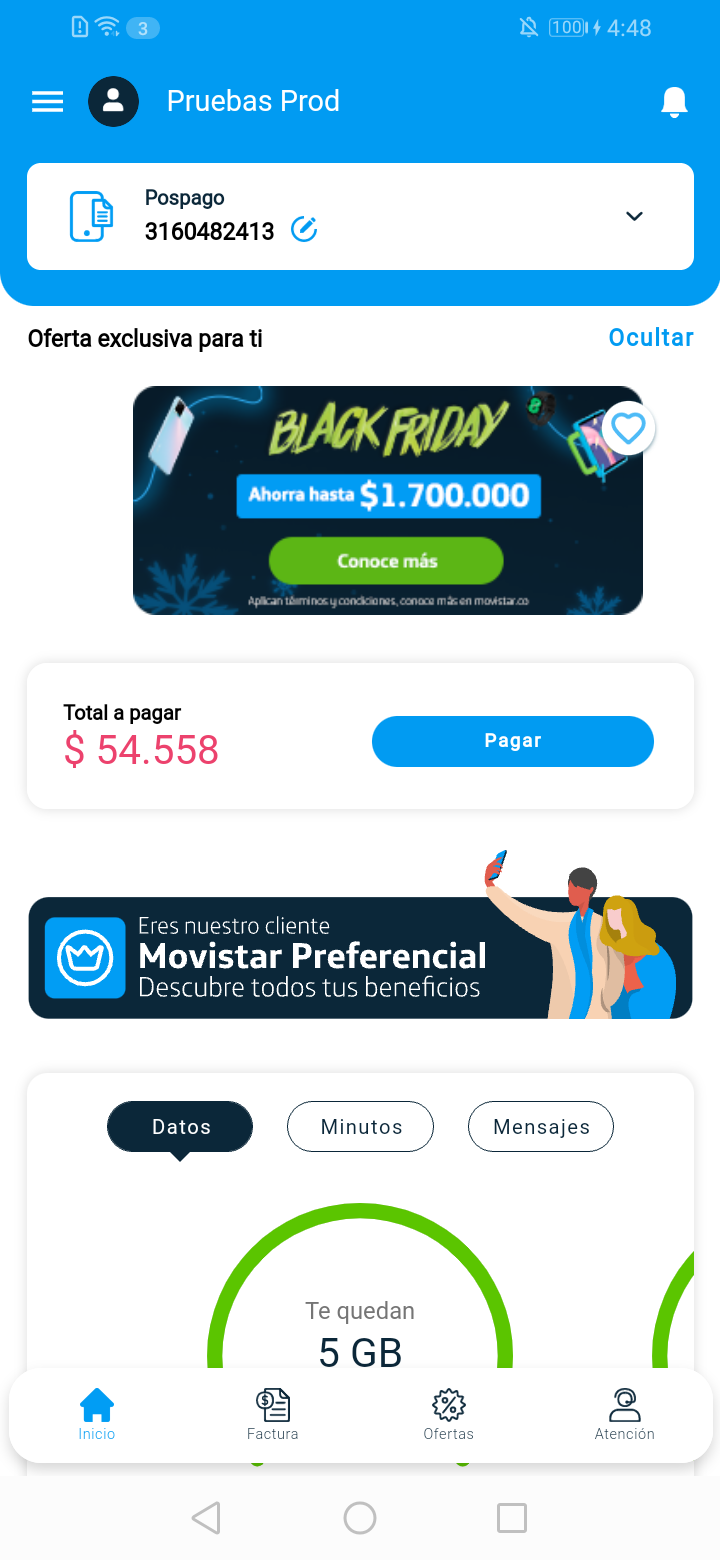 3
100
4:48
Pruebas Prod
Pospago
3160482413
Oferta exclusiva para ti
Ocultar
BLACK FRIDAY
Ahorra hasta $1.700.000
Conoce más
Aplican términos y condiciones, conoce más en movistar.co
Total a pagar
$ 54.558
Pagar
Eres nuestro cliente
Movistar Preferencial
Descubre todos tus beneficios
Datos
Minutos
Mensajes
Te quedan
5 GB
Inicio
Factura
Ofertas
Atención